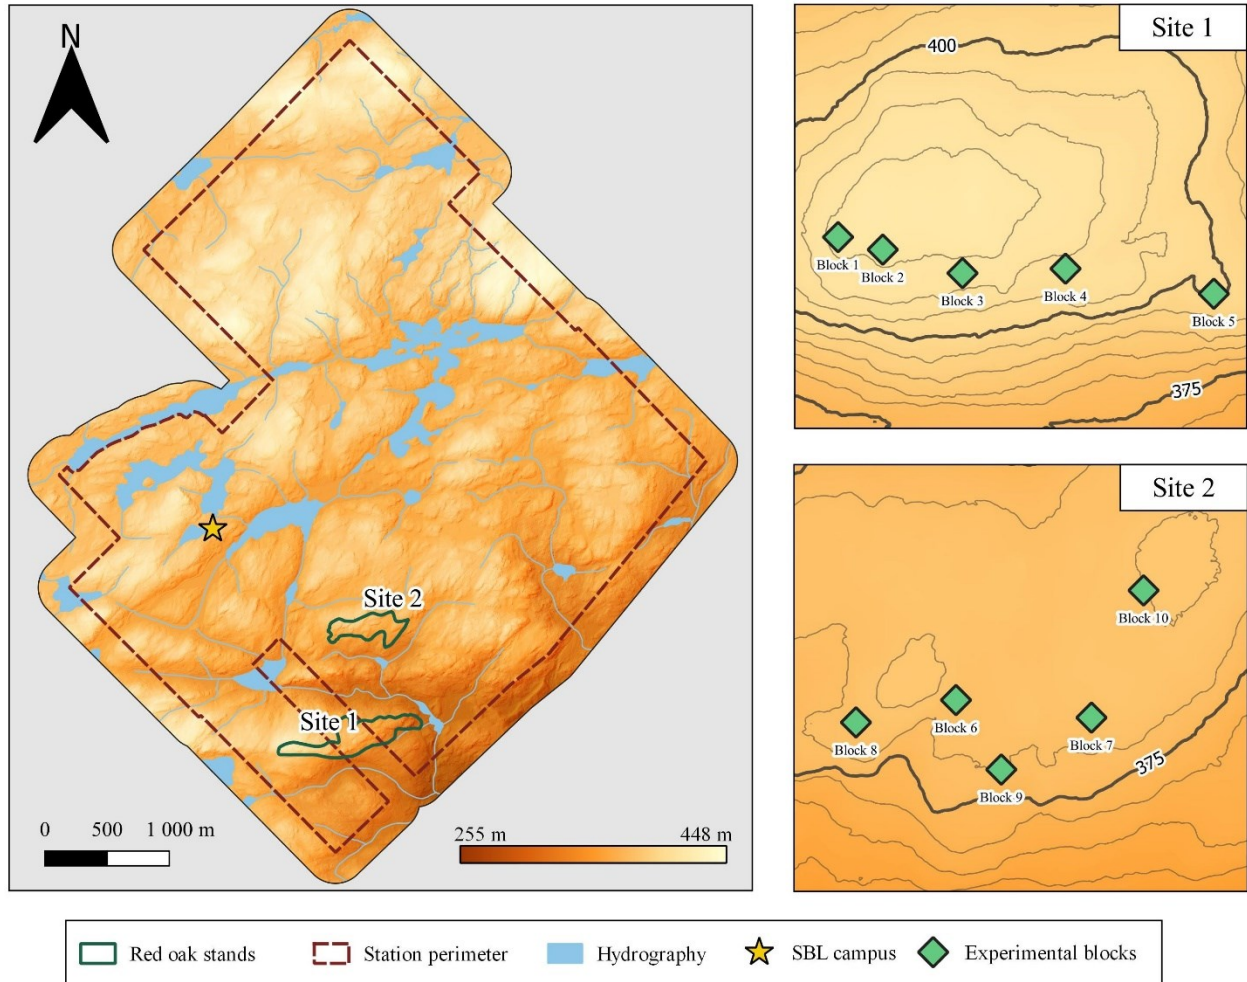 N
Site 2
Site 1
0 500 1 000 m
255 m 448 m
Site 1
400
Block 1
Block 2
Block 3
Block 4
Block 5
375
Site 2
Block 10
Block 6
Block 7
Block 8
375
Block 9
Red oak stands Station perimeter Hydrography SBL campus Experimental blocks